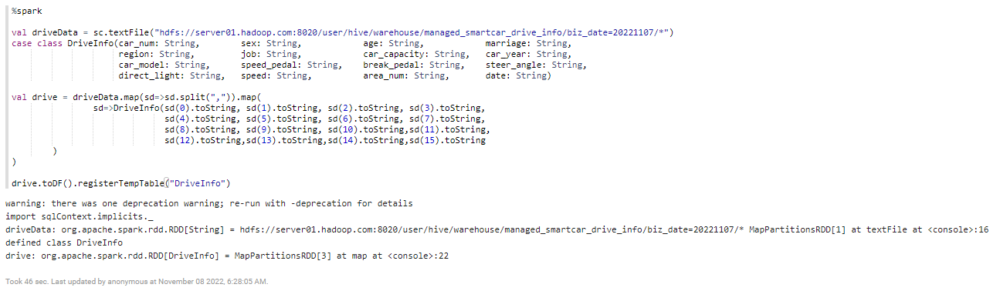 %spark
val driveData = sc.textFile("hdfs://server01.hadoop.com:8020/user/hive/warehouse/managed_smartcar_drive_info/biz_date=20221107/*")
case class DriveInfo(car_num: String, sex: String, age: String, marriage: String,
region: String, job: String, car_capacity: String, car_year: String,
car_model: String, speed_pedal: String, break_pedal: String, steer_angle: String,
direct_light: String, speed: String, area_num: String, date: String)
val drive = driveData.map(sd=>sd.split(",")).map(
sd=>DriveInfo(sd(0).toString, sd(1).toString, sd(2).toString, sd(3).toString,
sd(4).toString, sd(5).toString, sd(6).toString, sd(7).toString,
sd(8).toString, sd(9).toString, sd(10).toString,sd(11).toString,
sd(12).toString,sd(13).toString,sd(14).toString,sd(15).toString
)
)
drive.toDF().registerTempTable("DriveInfo")
warning: there was one deprecation warning; re-run with -deprecation for details
import sqlContext.implicits._
driveData: org.apache.spark.rdd.RDD[String] = hdfs://server01.hadoop.com:8020/user/hive/warehouse/managed_smartcar_drive_info/biz_date=20221107/* MapPartitionsRDD[1] at textFile at <console>:16
defined class DriveInfo
drive: org.apache.spark.rdd.RDD[DriveInfo] = MapPartitionsRDD[3] at map at <console>:22
Took 46 sec. Last updated by anonymous at November 08 2022, 6:28:05 AM.